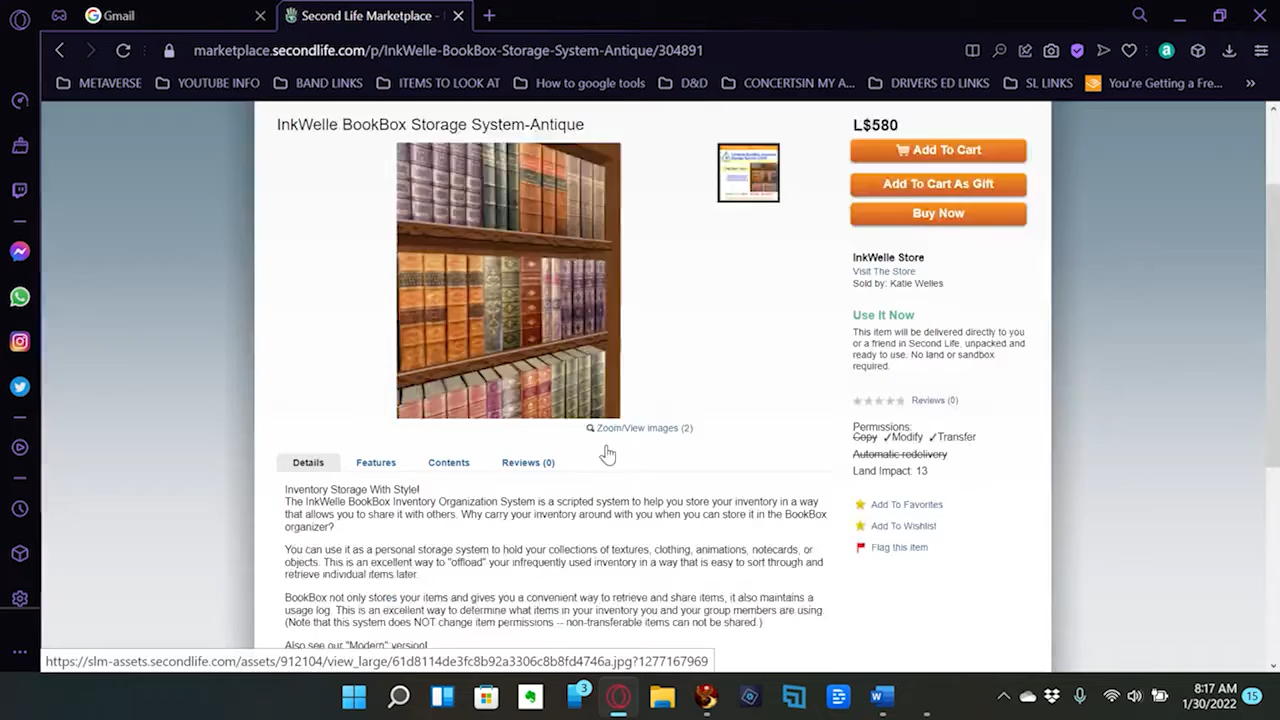 Gmail
Second Life Marketplace -
marketplace.secondlife.com/p/InkWelle-BookBox-Storage-System-Antique/304891
METAVERSE YOUTUBE INFO BAND LINKS ITEMS TO LOOK AT How to google tools D&D CONCERTSIN MY A... DRIVERS ED LINKS SL LINKS You're Getting a Fre...
InkWelle BookBox Storage System-Antique
L$580
Add To Cart
Add To Cart As Gift
Buy Now
InkWelle Store
Visit The Store
Sold by: Katie Welles
Use It Now
This item will be delivered directly to you
or a friend in Second Life, unpacked and
ready to use. No land or sandbox
required.
Reviews (0)
Permissions:
Copy ✓Modify ✓Transfer
Automatic redelivery
Land Impact: 13
Add To Favorites
Add To Wishlist
Flag this item
Zoom/View images (2)
Details Features Contents Reviews (0)
Inventory Storage With Style!
The InkWelle BookBox Inventory Organization System is a scripted system to help you store your inventory in a way
that allows you to share it with others. Why carry your inventory around with you when you can store it in the BookBox
organizer?
You can use it as a personal storage system to hold your collections of textures, clothing, animations, notecards, or
objects. This is an excellent way to "offload" your infrequently used inventory in a way that is easy to sort through and
retrieve individual items later.
BookBox not only stores your items and gives you a convenient way to retrieve and share items, it also maintains a
usage log. This is an excellent way to determine what items in your inventory you and your group members are using.
(Note that this system does NOT change item permissions -- non-transferable items can not be shared.)
Also see our "Modern" version!
https://slm-assets.secondlife.com/assets/912104/view_large/61d8114de3fc8b92a3306c8b8fd4746a.jpg?1277167969
3
8:17 AM
1/30/2022
15